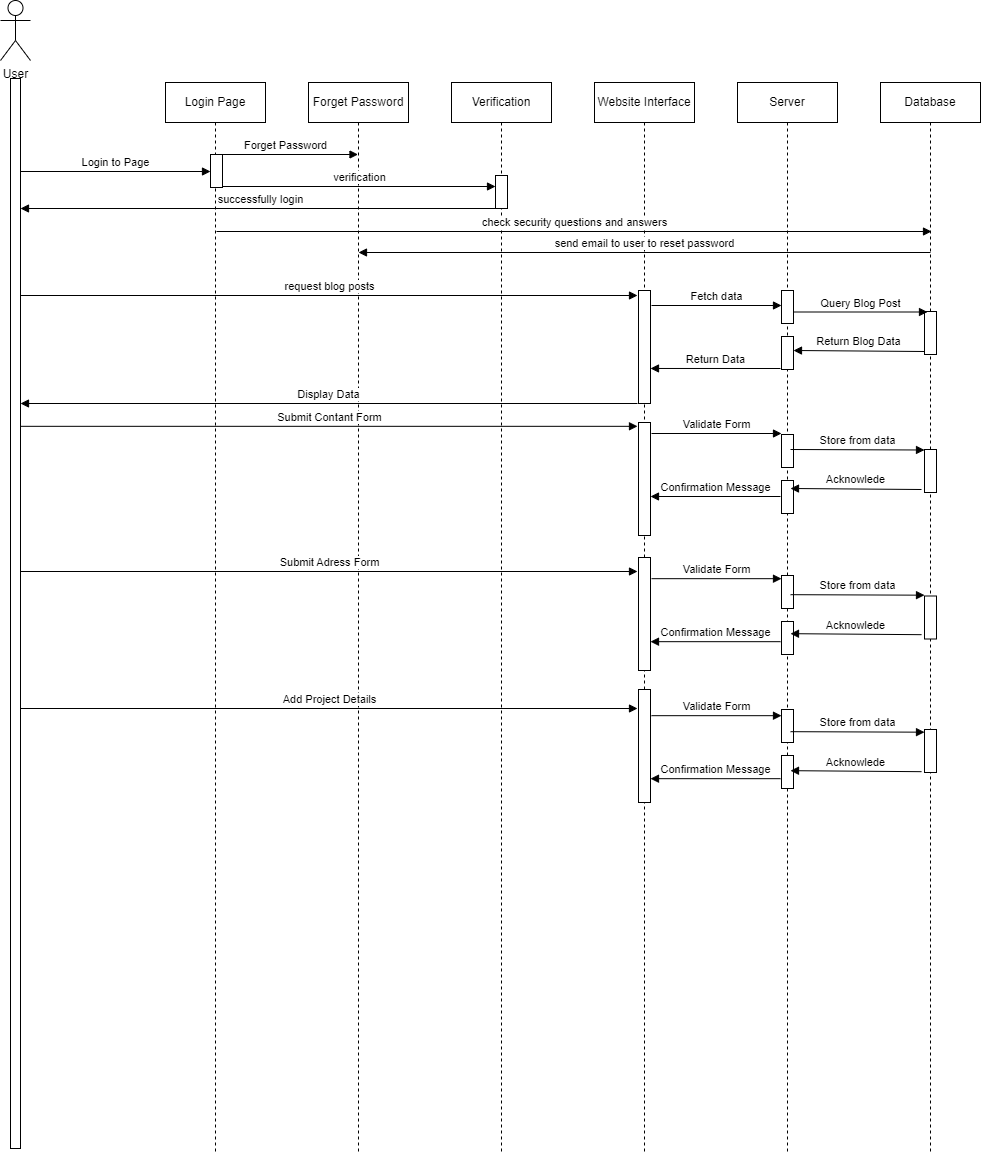 User
Login Page
Forget Password
Verification
Website Interface
Server
Database
Forget Password
Login to Page
verification
successfully login
check security questions and answers
send email to user to reset password
request blog posts
Fetch data
Query Blog Post
Return Blog Data
Return Data
Display Data
Submit Contant Form
Validate Form
Store from data
Acknowlede
Confirmation Message
Submit Adress Form
Validate Form
Store from data
Acknowlede
Confirmation Message
Add Project Details
Validate Form
Store from data
Acknowlede
Confirmation Message